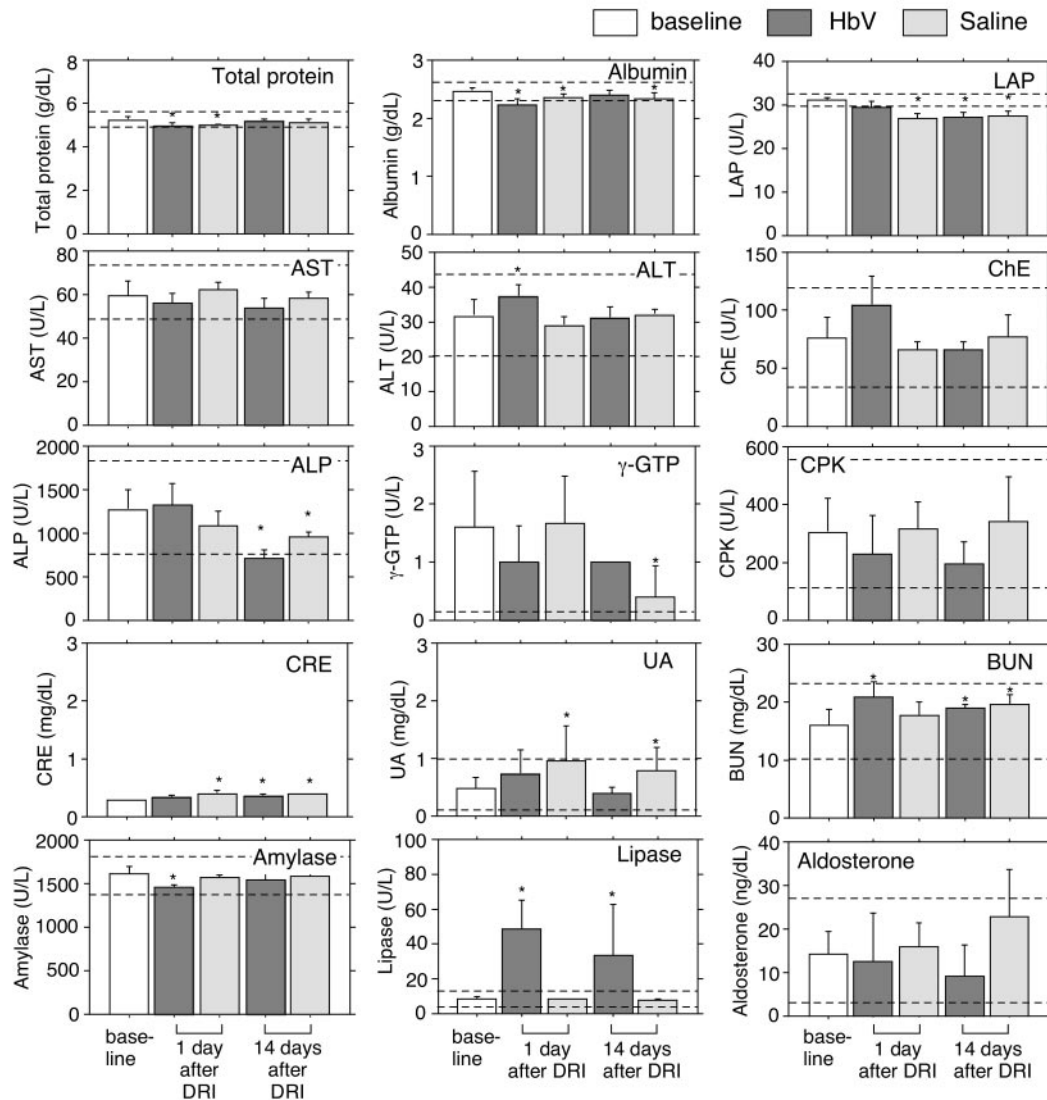 baseline HbV Saline
Total protein
Total protein (g/dL)
8
6
4
2
0
* *
Albumin
Albumin (g/dL)
3
2
1
0
* * *
LAP
LAP (U/L)
40
30
20
10
0
* * *
AST
AST (U/L)
80
60
40
20
0
ALT
ALT (U/L)
50
40
30
20
10
0
*
ChE
ChE (U/L)
150
100
50
0
ALP
ALP (U/L)
2000
1500
1000
500
0
* *
γ-GTP
γ-GTP (U/L)
3
2
1
0
*
CPK
CPK (U/L)
600
400
200
0
CRE
CRE (mg/dL)
3
2
1
0
* * *
UA
UA (mg/dL)
3
2
1
0
* *
BUN
BUN (mg/dL)
30
20
10
0
* * *
Amylase
Amylase (U/L)
2000
1500
1000
500
0
*
Lipase
Lipase (U/L)
100
80
60
40
20
0
* *
Aldosterone
Aldosterone (ng/dL)
40
30
20
10
0
base-
line
1 day
after
DRI
14 days
after
DRI
baseline
1 day
after DRI
14 days
after DRI
baseline
1 day
after DRI
14 days
after DRI